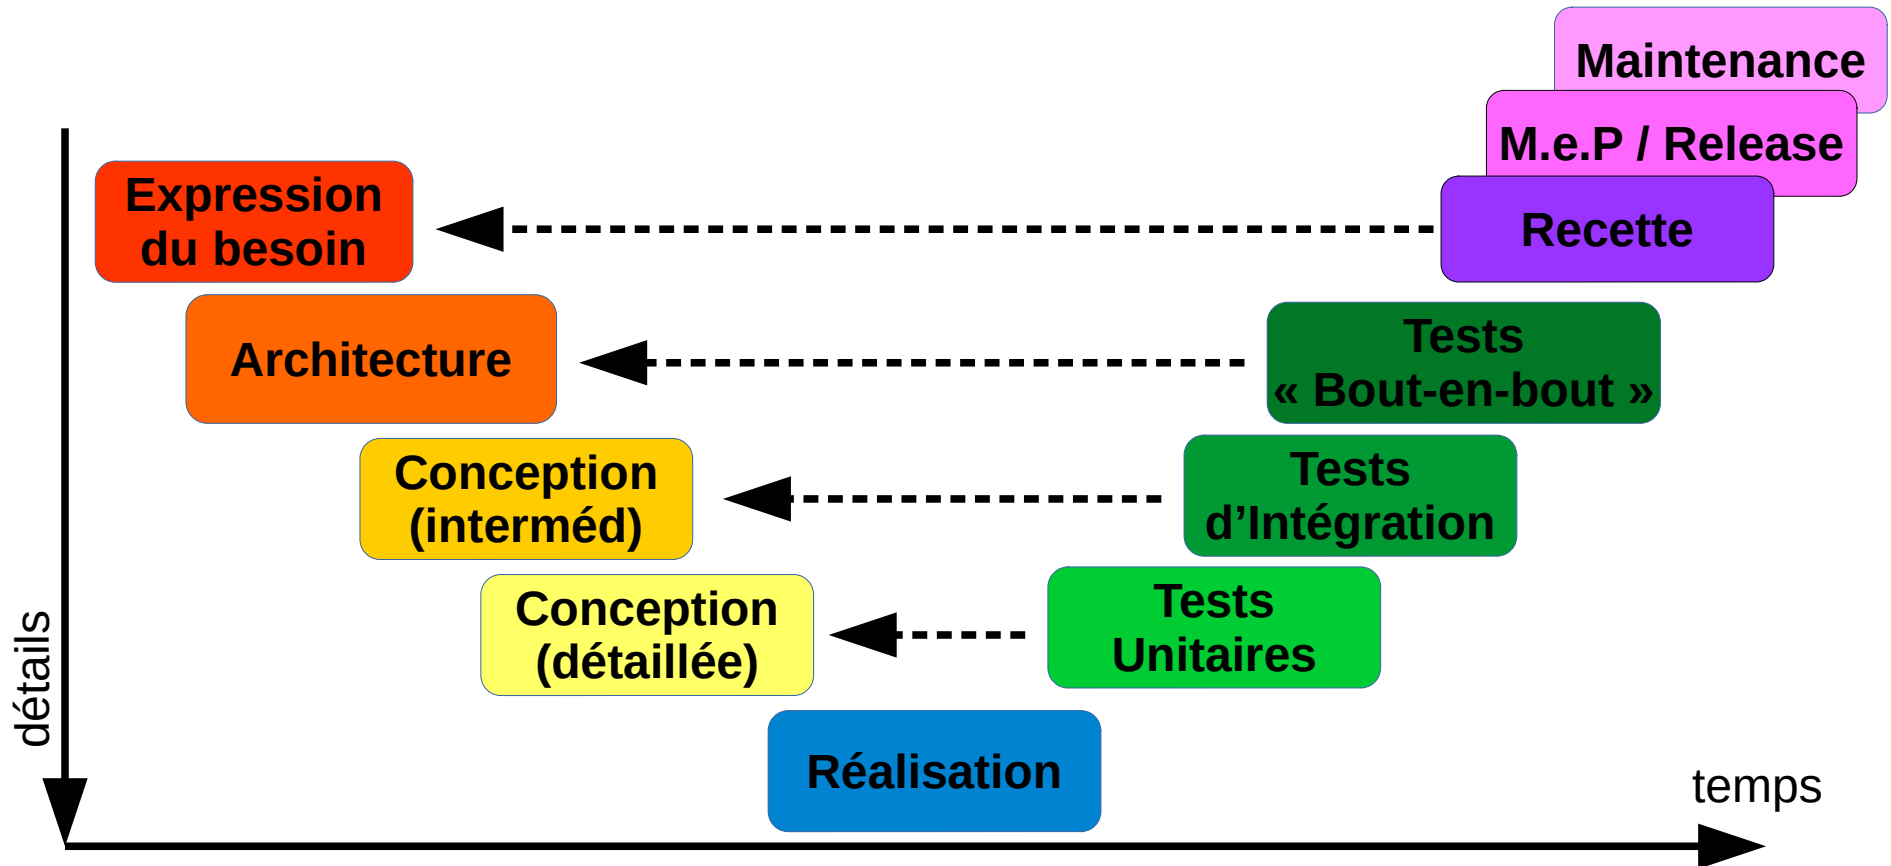 Maintenance
M.e.P / Release
Expression
du besoin
Recette
Architecture
Tests
« Bout-en-bout »
Conception
(interméd)
Tests
d’Intégration
Conception
(détaillée)
Tests
Unitaires
détails
Réalisation
temps